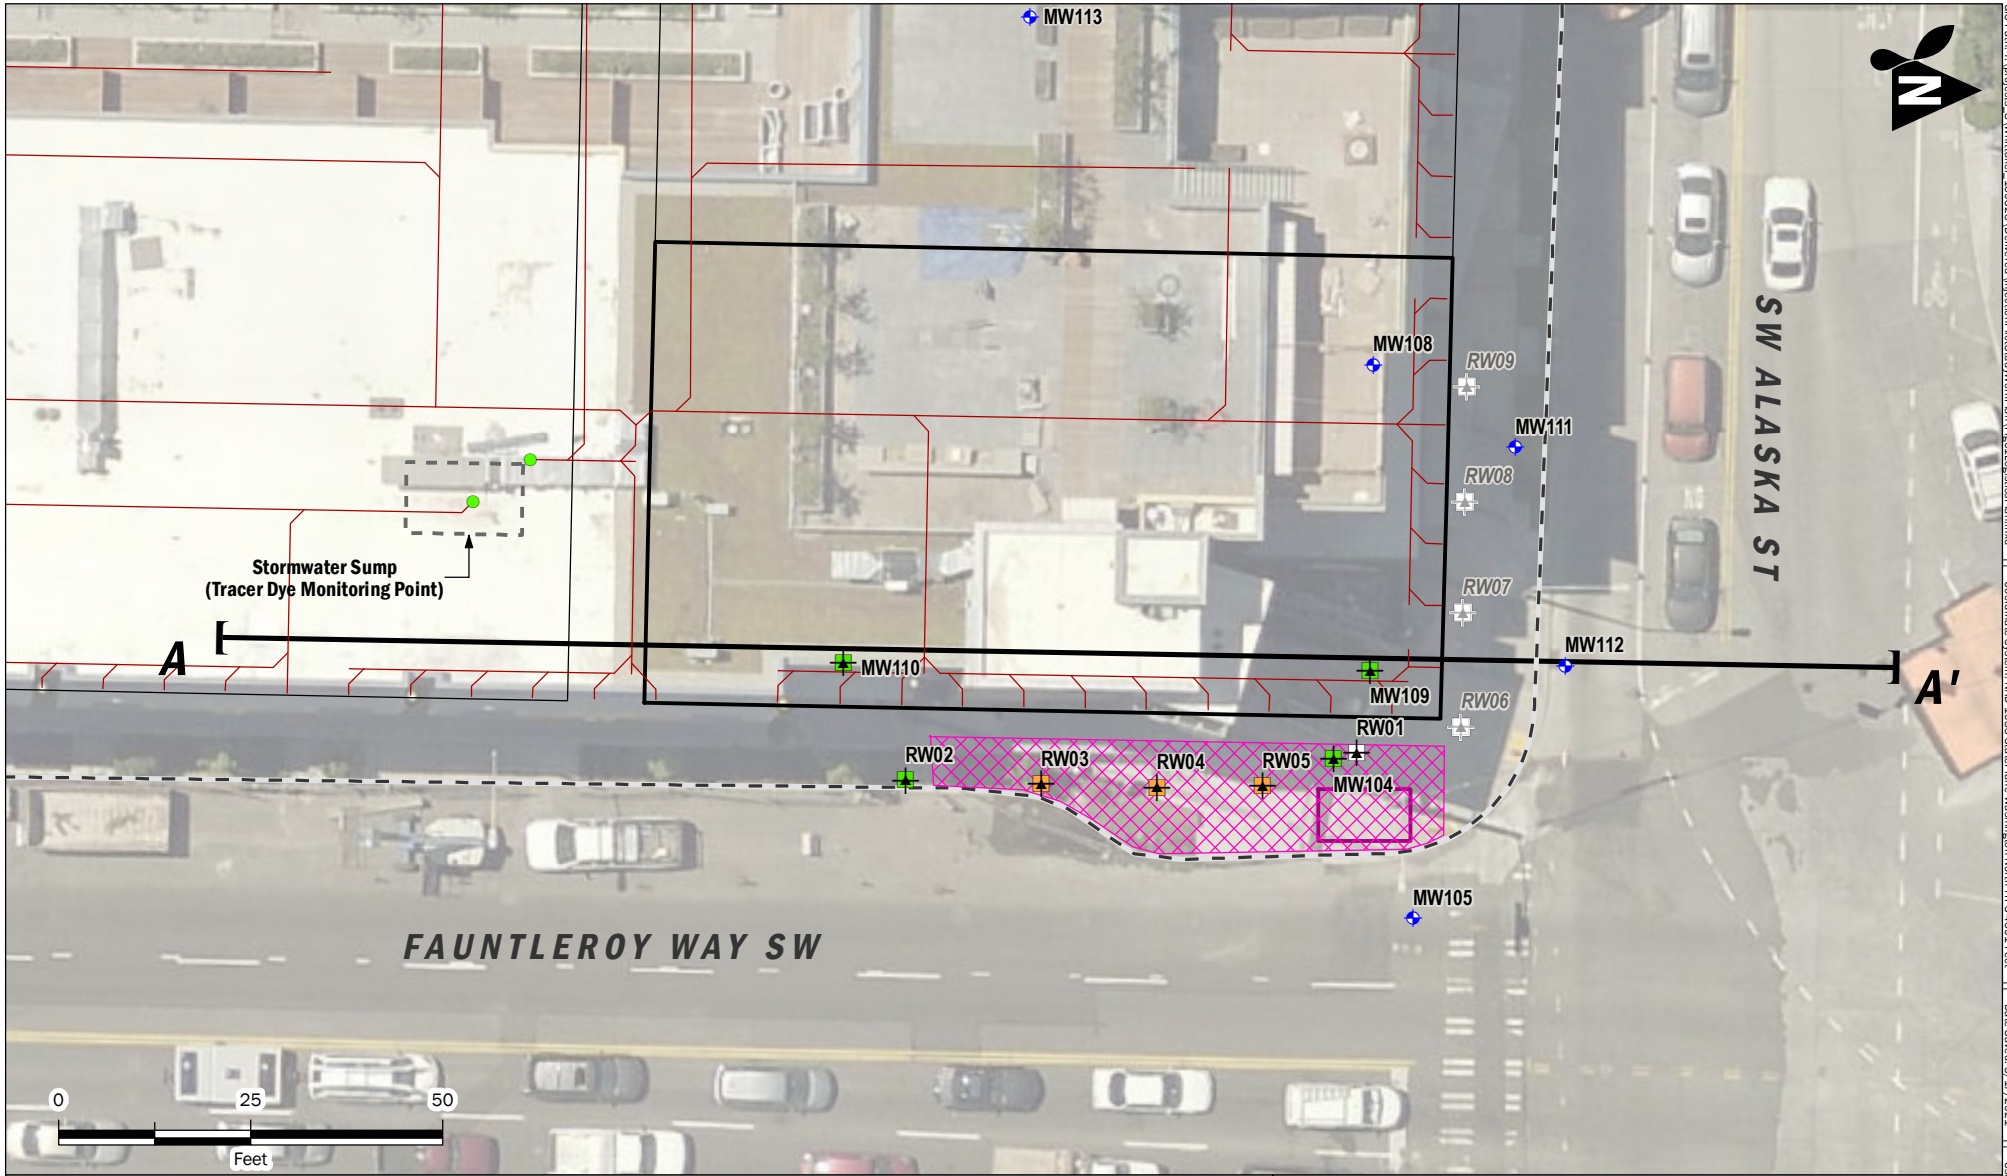 MW113
N
MW108
RW09
MW111
RW08
SW ALASKA ST
Stormwater Sump
(Tracer Dye Monitoring Point)
RW07
MW112
A
MW110
MW109
A'
RW06
RW01
RW02
RW03
RW04
RW05
MW104
MW105
FAUNTLEROY WAY SW
0 25 50
Feet